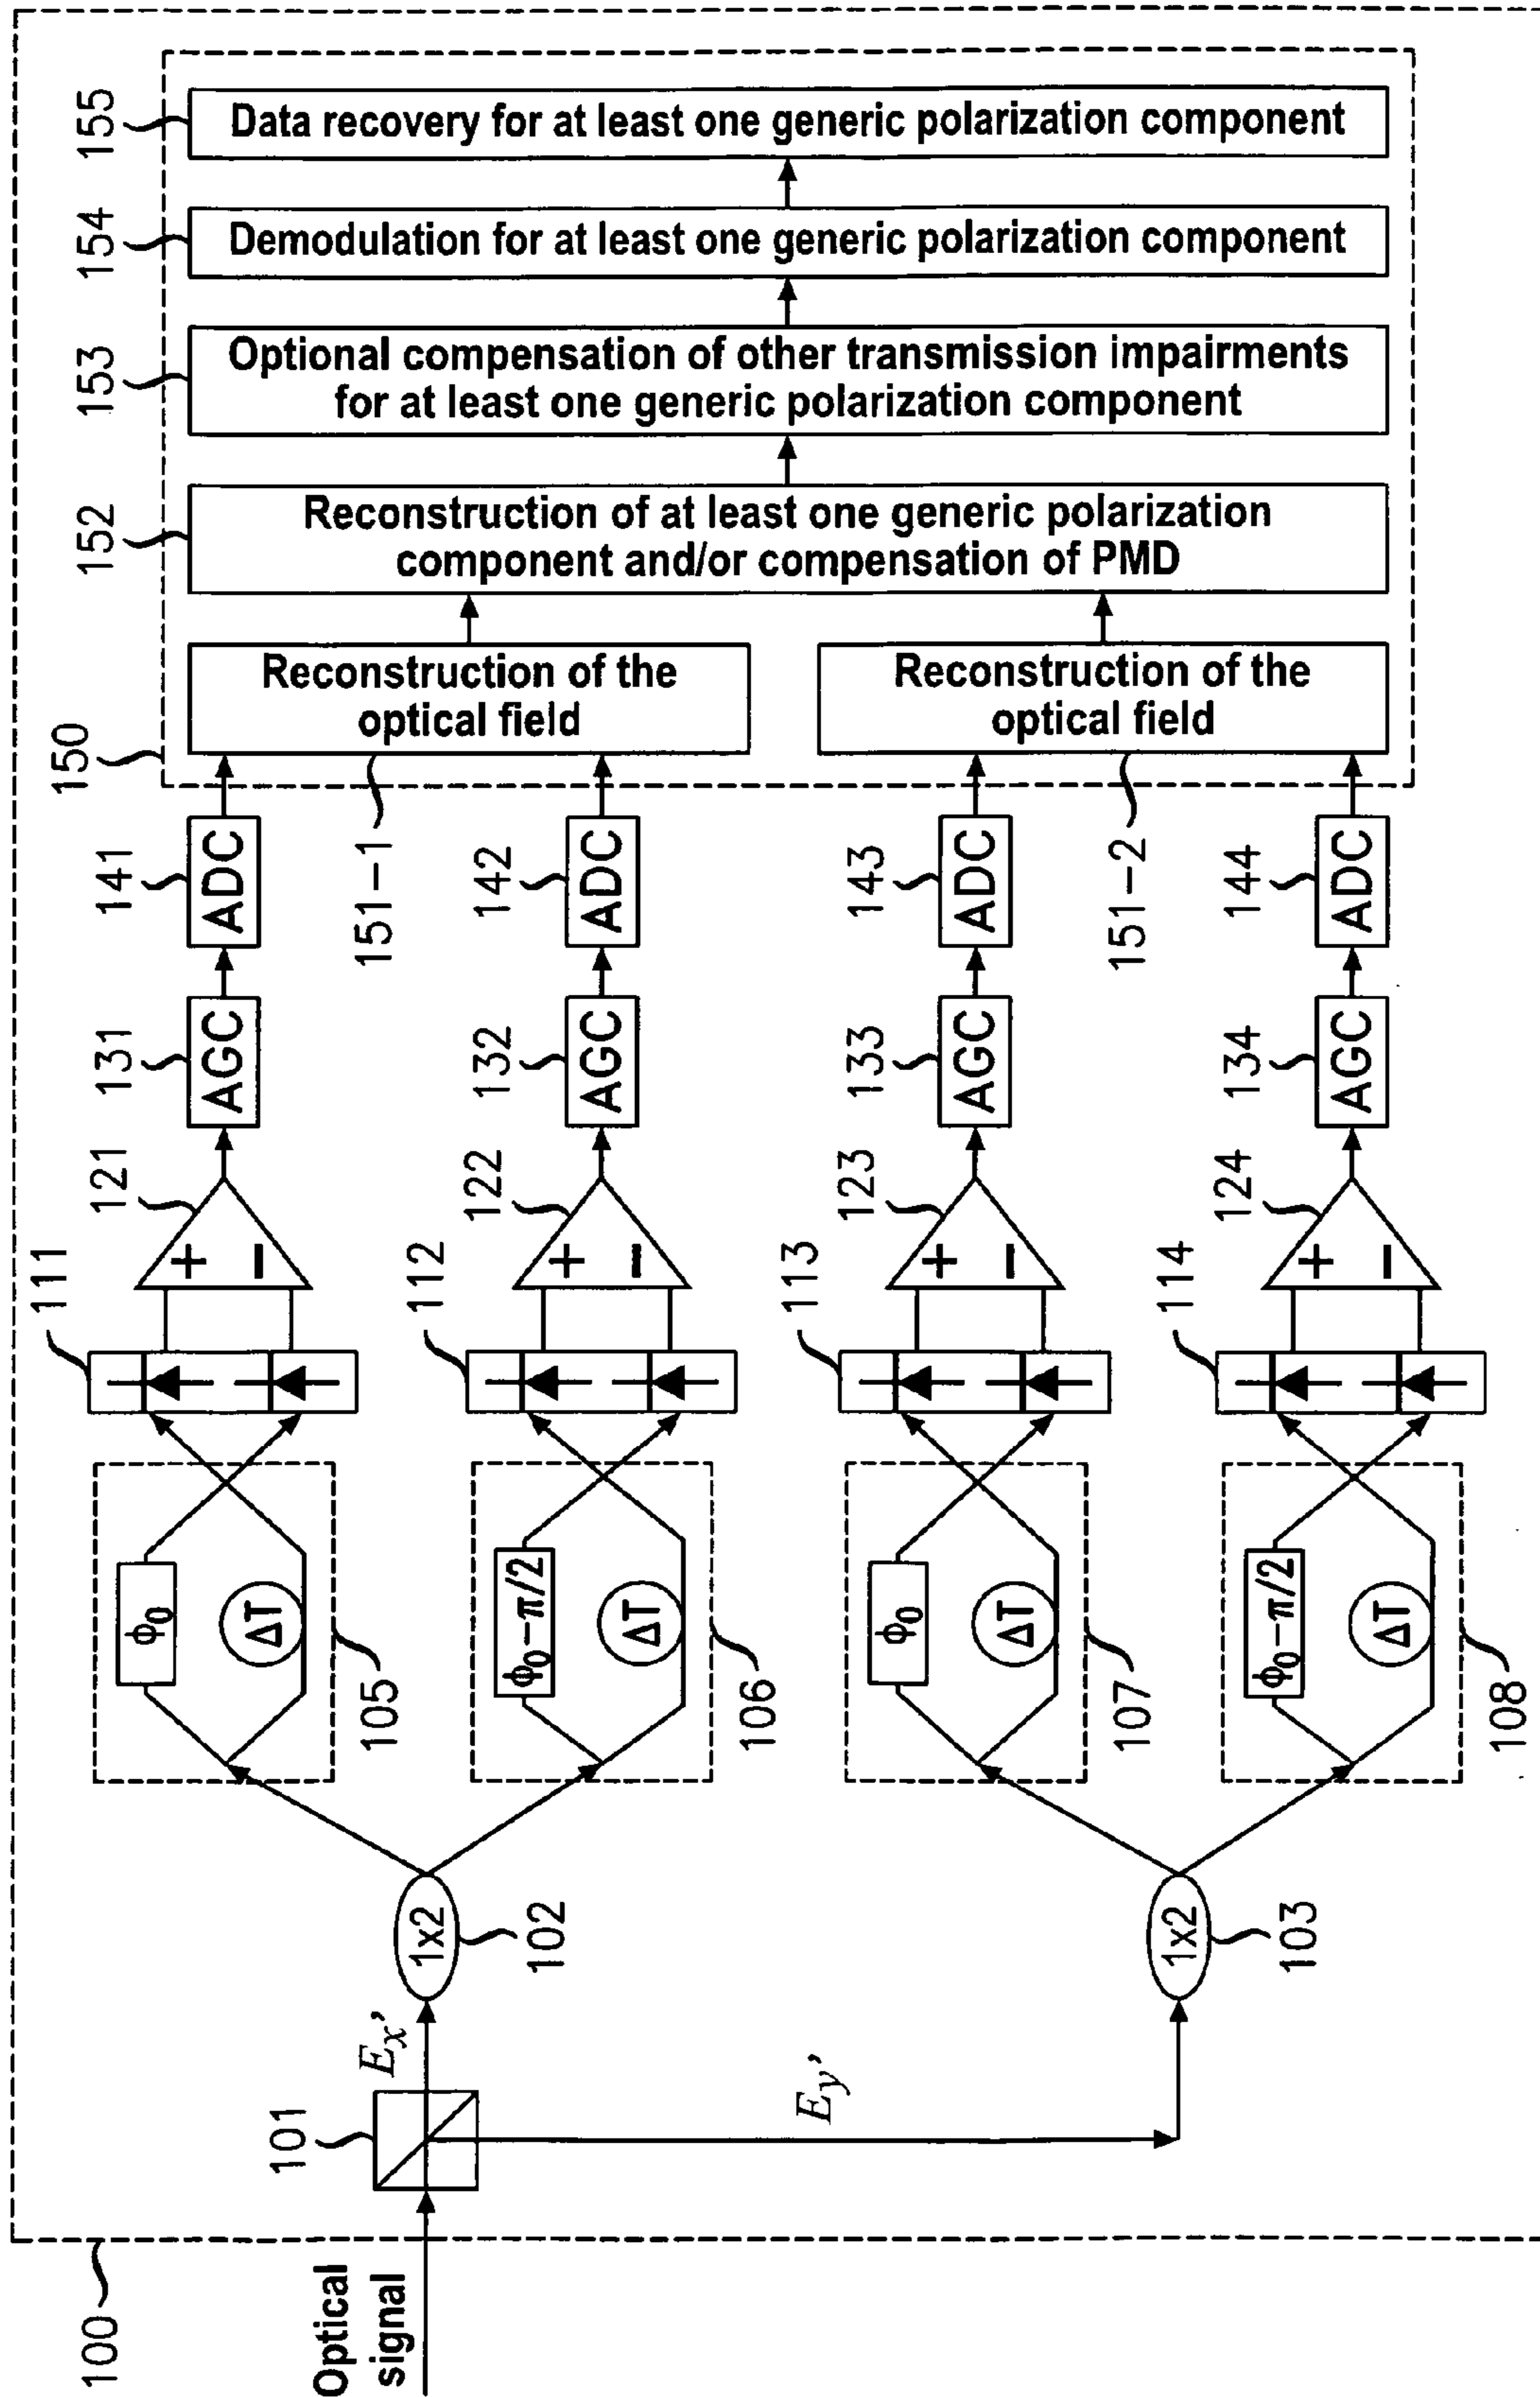 100
Optical
signal
101
Ex'
Ey'
1x2
102
1x2
103
ϕ0
ΔT
105
ϕ0-π/2
ΔT
106
ϕ0
ΔT
107
ϕ0-π/2
ΔT
108
111
112
113
114
+
−
121
+
−
122
+
−
123
+
−
124
131
AGC
132
AGC
133
AGC
134
AGC
141
ADC
142
ADC
143
ADC
144
ADC
150
151-1
Reconstruction of the
optical field
151-2
Reconstruction of the
optical field
152
Reconstruction of at least one generic polarization
component and/or compensation of PMD
153
Optional compensation of other transmission impairments
for at least one generic polarization component
154
Demodulation for at least one generic polarization component
155
Data recovery for at least one generic polarization component